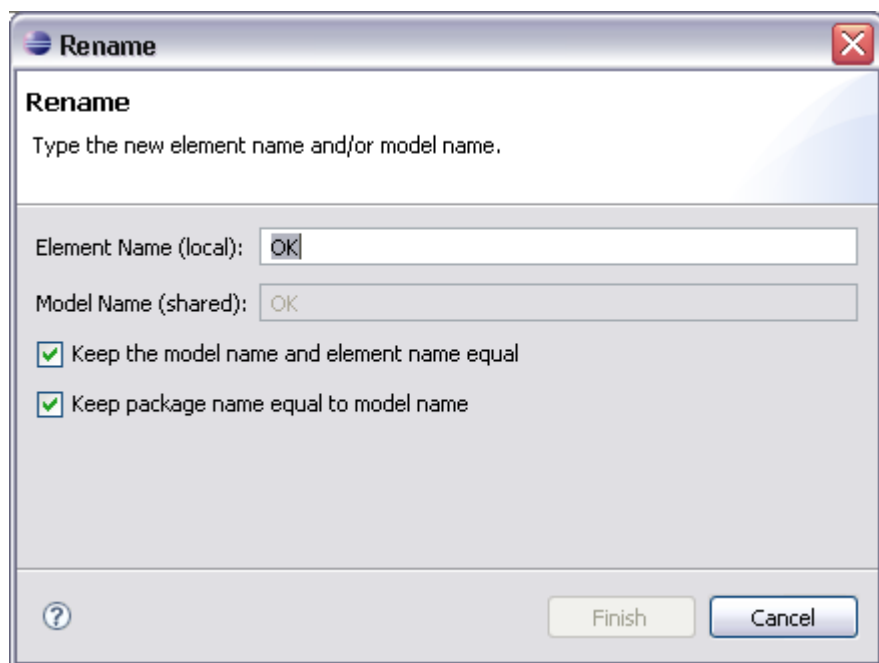 Rename
Rename
Type the new element name and/or model name.
Element Name (local): OK
Model Name (shared): OK
Keep the model name and element name equal
Keep package name equal to model name
? Finish Cancel